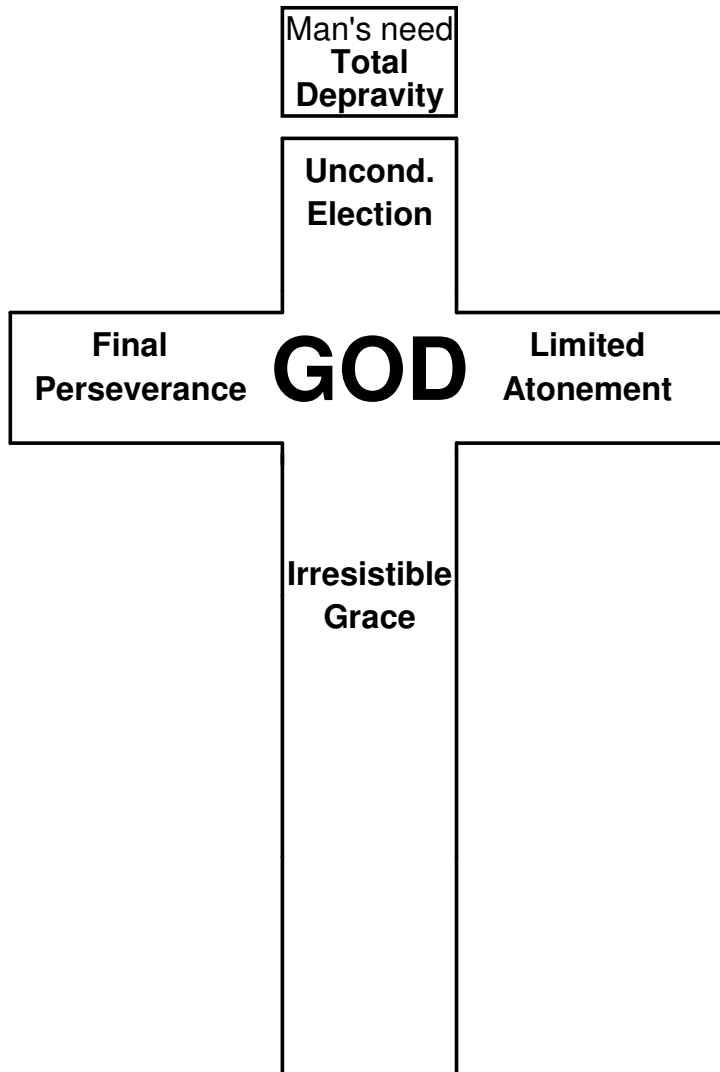 Man's need
Total
Depravity
Uncond.
Election
Final
Perseverance
GOD
Limited
Atonement
Irresistible
Grace